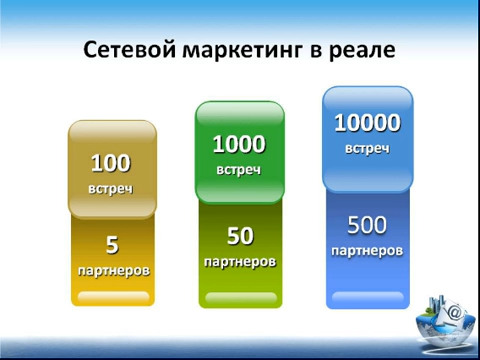 Сетевой маркетинг в реале
100
встреч
5
партнеров
1000
встреч
50
партнеров
10000
встреч
500
партнеров
@